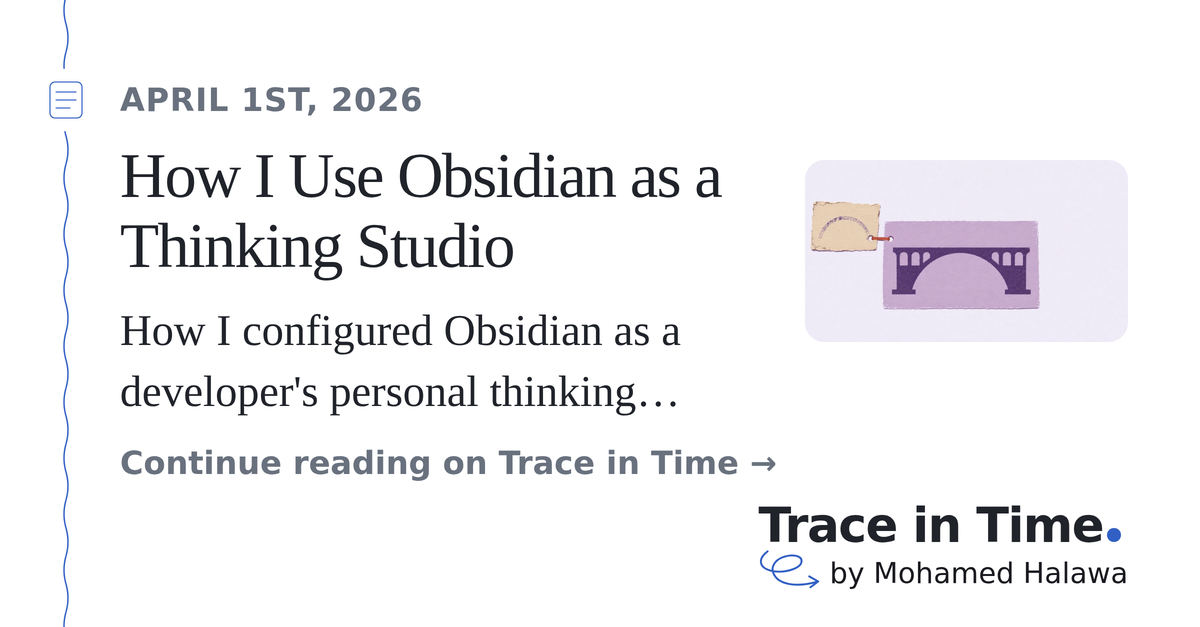 APRIL 1ST, 2026
How I Use Obsidian as a
Thinking Studio
How I configured Obsidian as a
developer's personal thinking…
Continue reading on Trace in Time →
Trace in Time.
by Mohamed Halawa